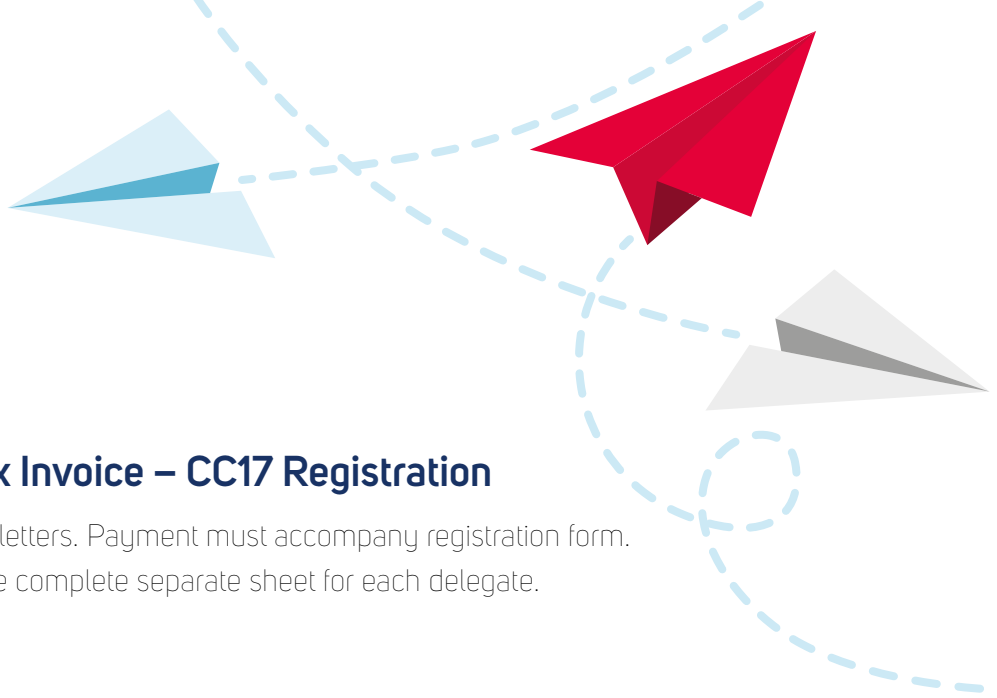 x Invoice – CC17 Registration
letters. Payment must accompany registration form.
e complete separate sheet for each delegate.